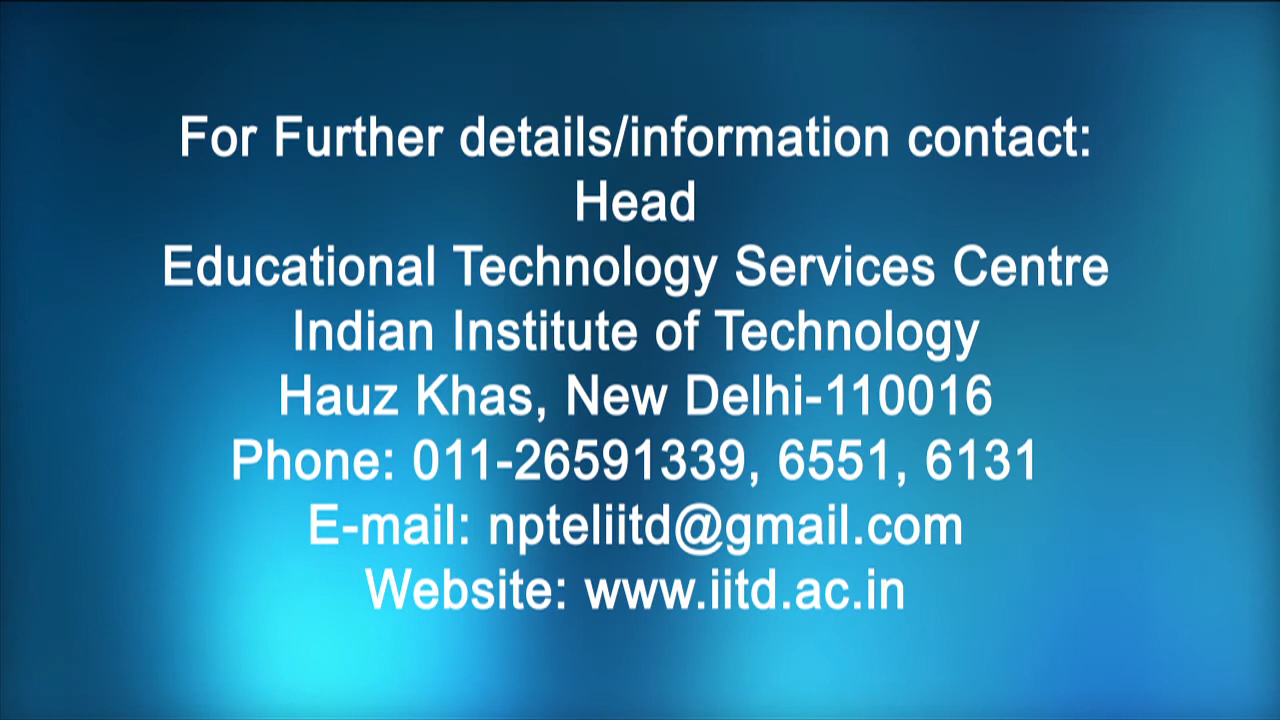 For Further details/information contact:
Head
Educational Technology Services Centre
Indian Institute of Technology
Hauz Khas, New Delhi-110016
Phone: 011-26591339, 6551, 6131
E-mail: npteliitd@gmail.com
Website: www.iitd.ac.in